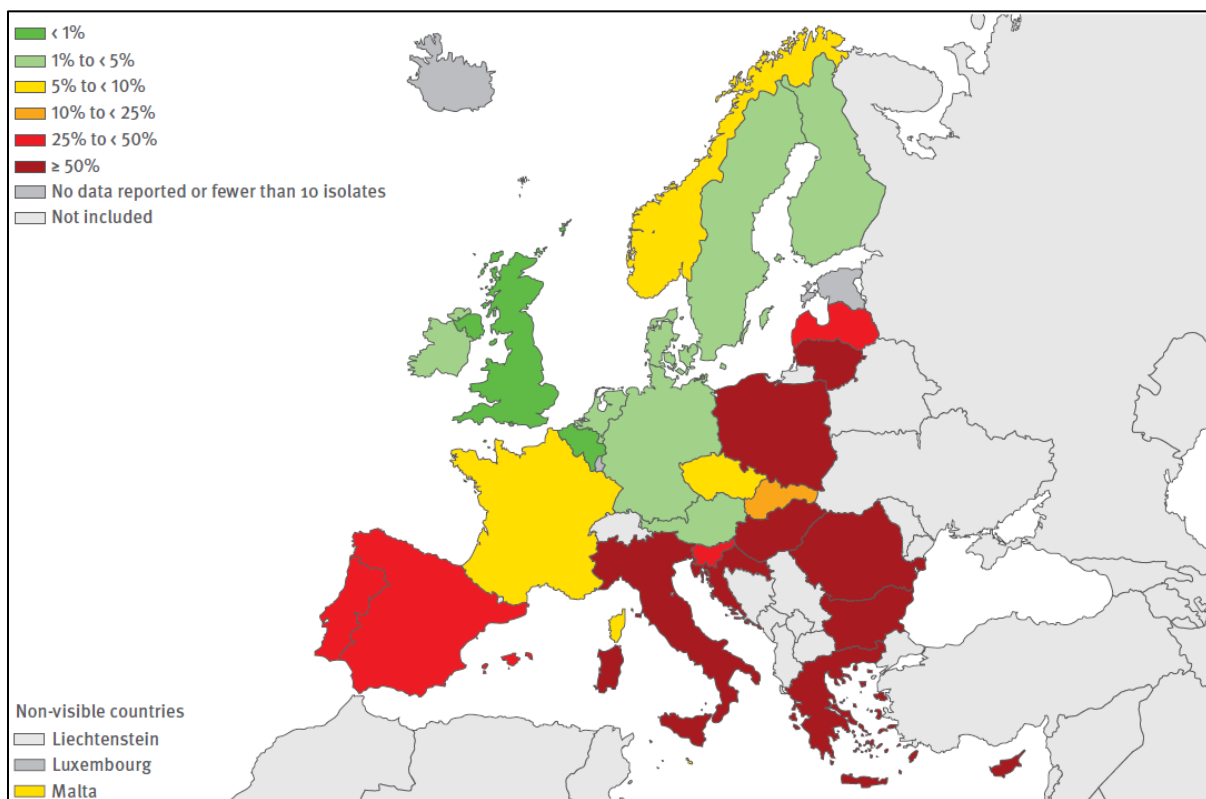 < 1%
1% to < 5%
5% to < 10%
10% to < 25%
25% to < 50%
≥ 50%
No data reported or fewer than 10 isolates
Not included
Non-visible countries
Liechtenstein
Luxembourg
Malta